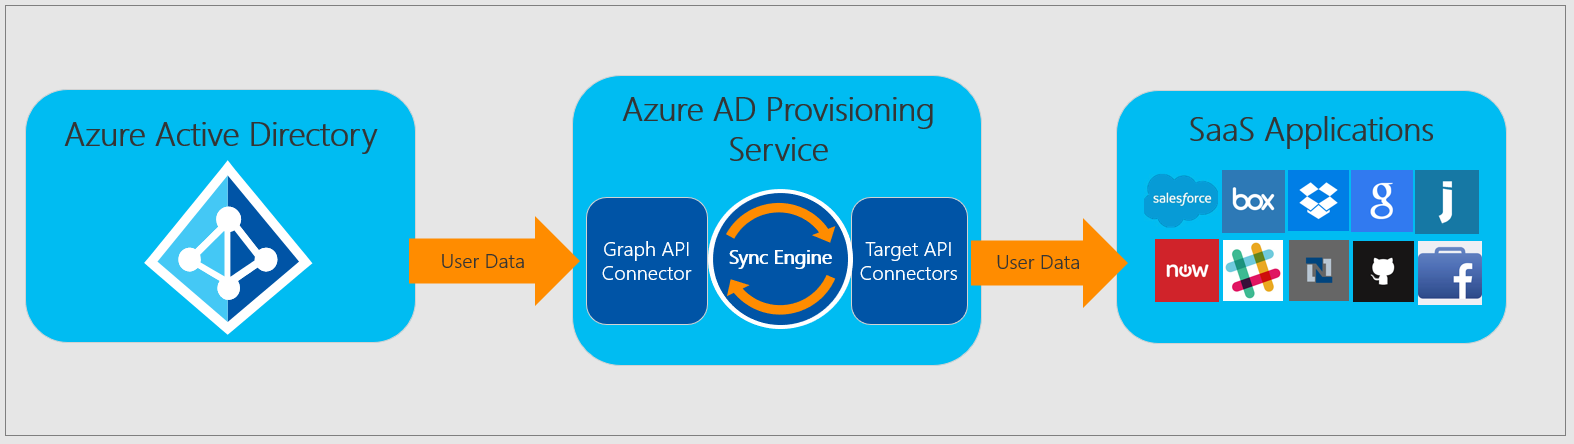 Azure Active Directory
User Data
Azure AD Provisioning
Service
Graph API
Connector
Sync Engine
Target API
Connectors
User Data
SaaS Applications
salesforce
box
g
j
now
N
f